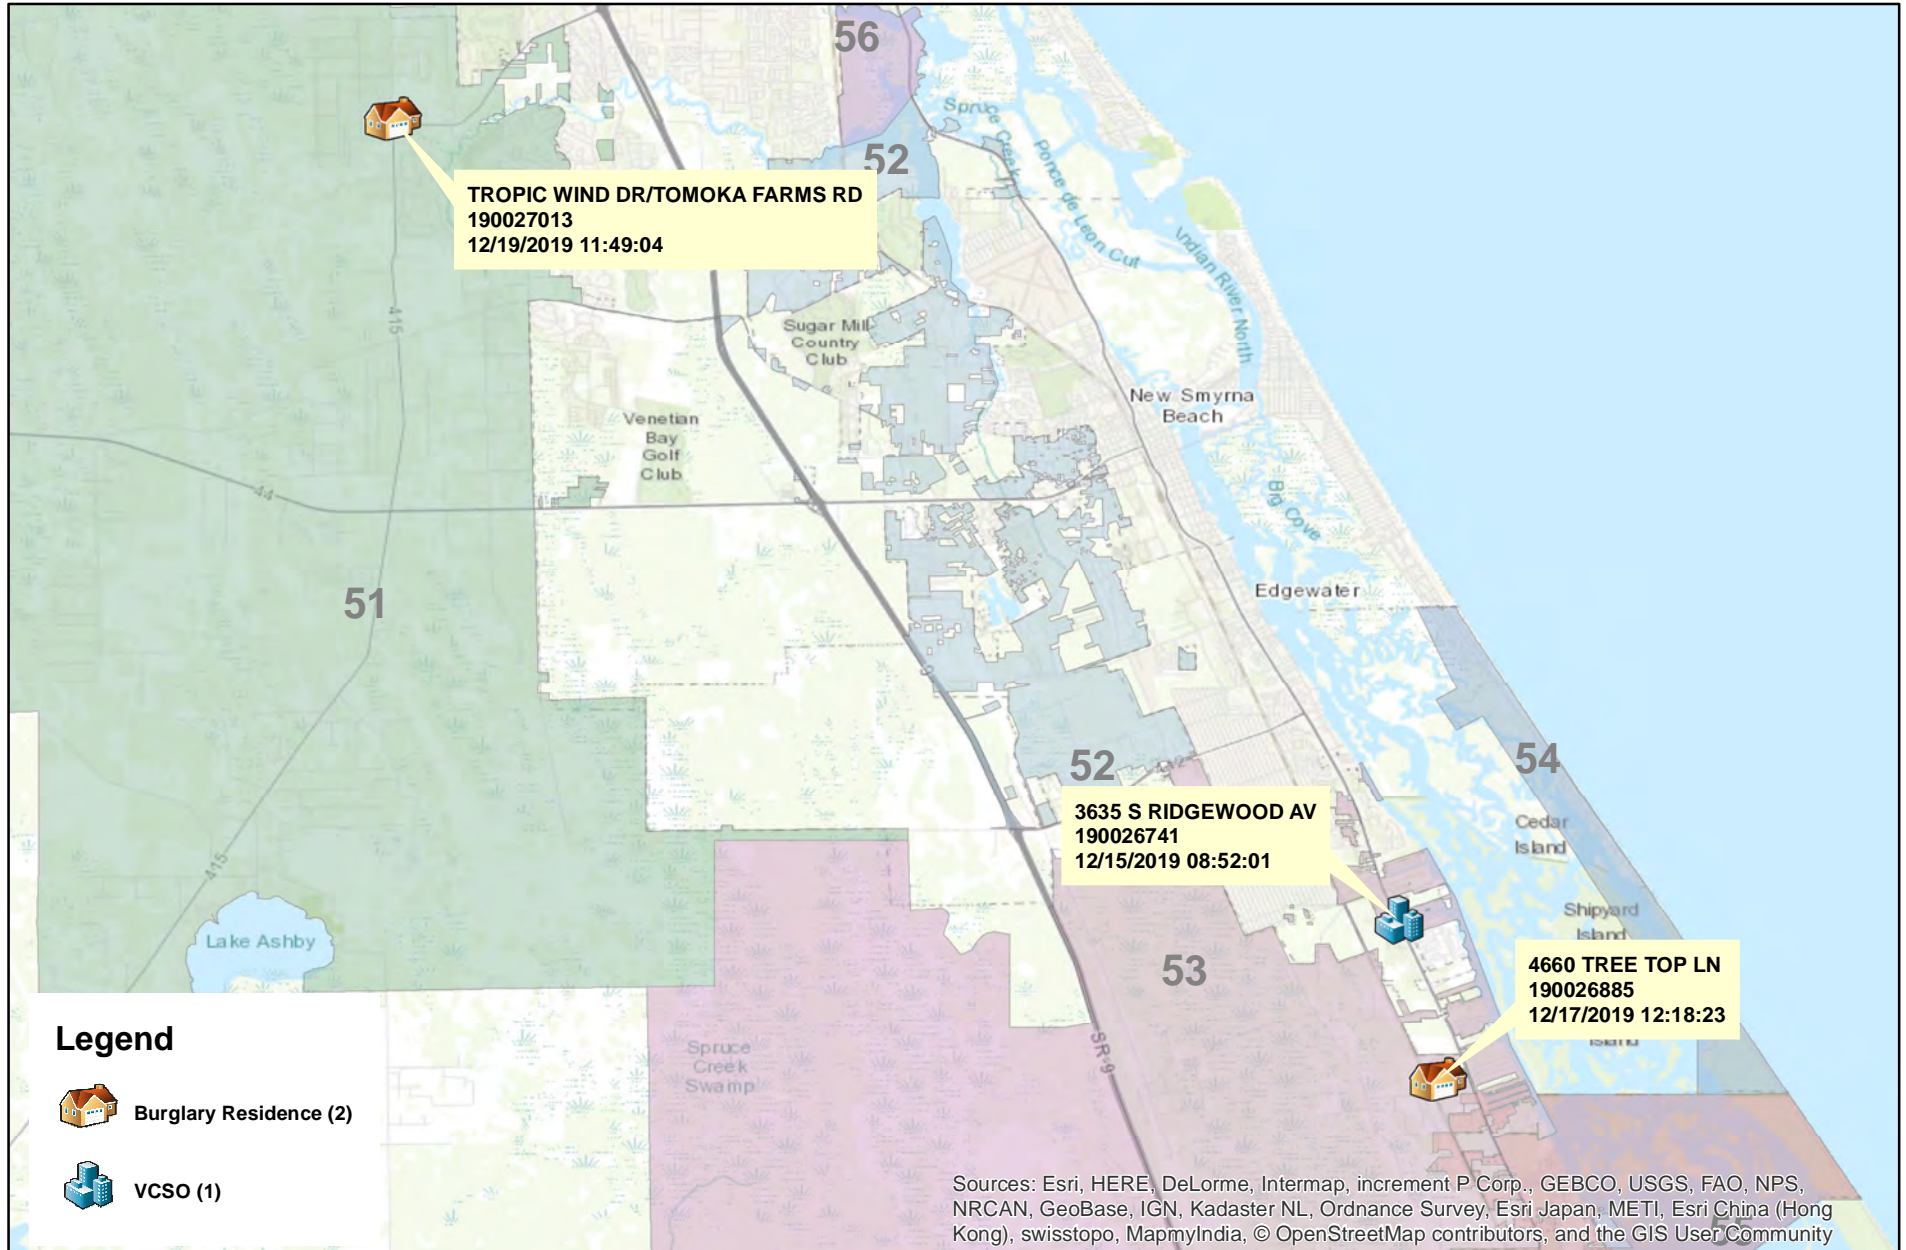 56
Spruce Creek
52
Ponce de Leon Cut
TROPIC WIND DR/TOMOKA FARMS RD
190027013
12/19/2019 11:49:04
Indian River North
415
Sugar Mill
Country
Club
New Smyrna
Beach
Venetian
Bay
Golf
Club
44
Big Cove
51
Edgewater
9
52
54
3635 S RIDGEWOOD AV
190026741
12/15/2019 08:52:01
Cedar
Island
415
Lake Ashby
Shipyard
Island
53
4660 TREE TOP LN
190026885
12/17/2019 12:18:23
Island
SR-9
Spruce
Creek
Swamp
Legend
Burglary Residence (2)
VCSO (1)
Sources: Esri, HERE, DeLorme, Intermap, increment P Corp., GEBCO, USGS, FAO, NPS,
NRCAN, GeoBase, IGN, Kadaster NL, Ordnance Survey, Esri Japan, METI, Esri China (Hong
Kong), swisstopo, MapmyIndia, © OpenStreetMap contributors, and the GIS User Community
55